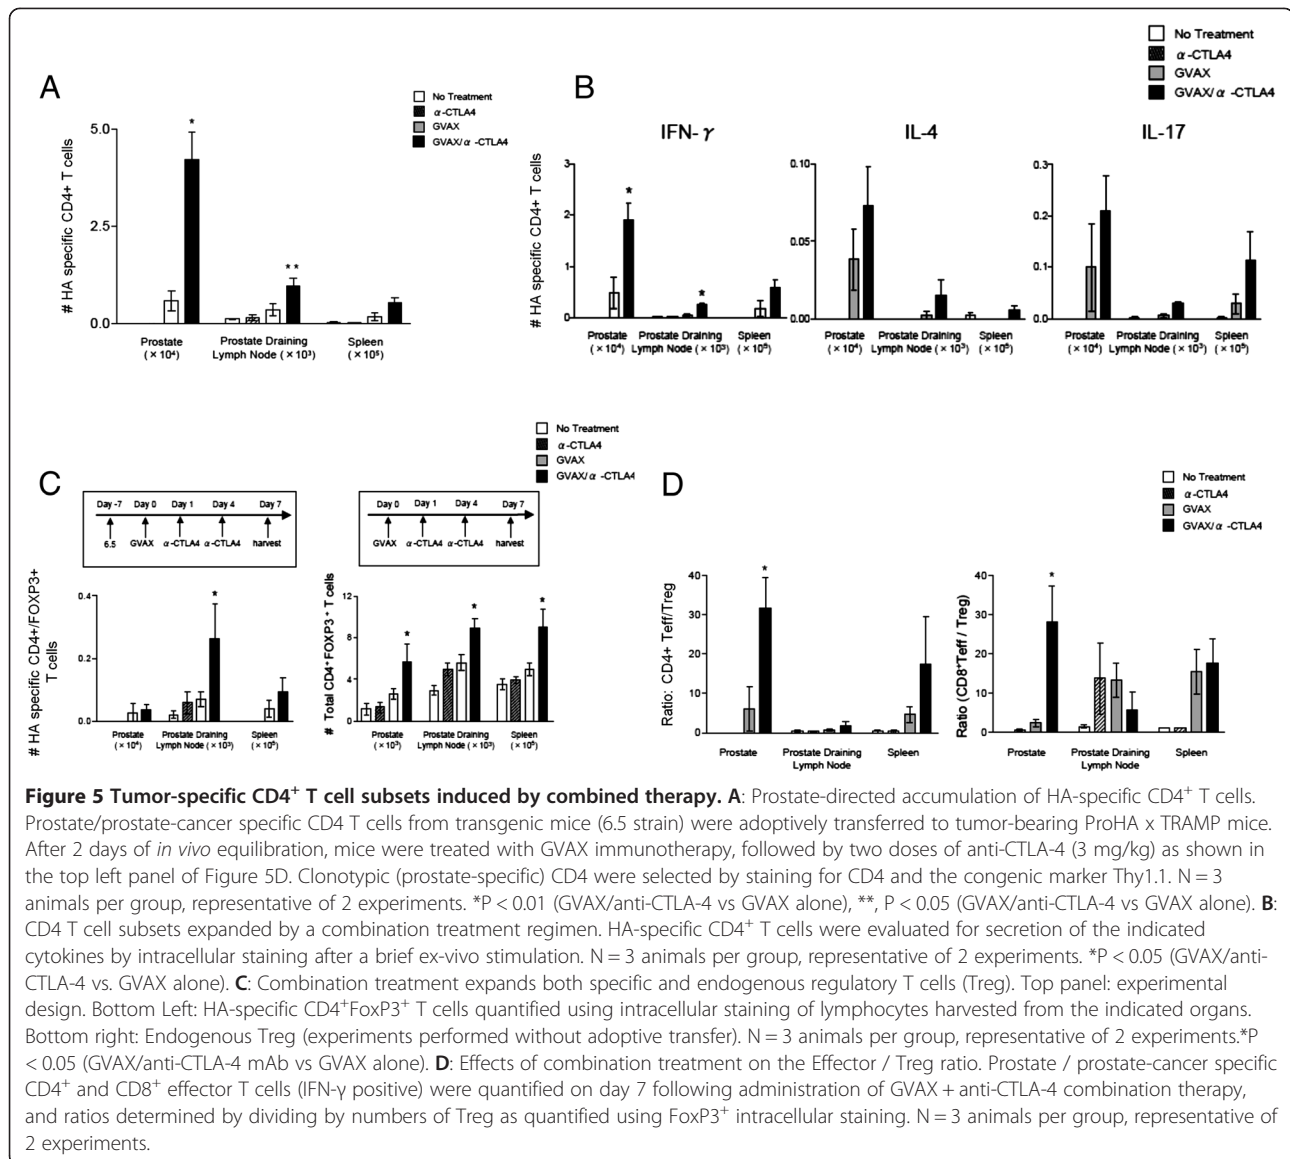 A
No Treatment
α-CTLA4
GVAX
GVAX/α-CTLA4
# HA specific CD4+ T cells
5.0
2.5
0.0
*
**
Prostate
(×10⁴)
Prostate Draining
Lymph Node (×10³)
Spleen
(×10⁵)
B
No Treatment
α-CTLA4
GVAX
GVAX/α-CTLA4
# HA specific CD4+ T cells
IFN-γ
3
2
1
0
*
*
Prostate
(×10⁴)
Prostate Draining
Lymph Node (×10³)
Spleen
(×10⁵)
IL-4
0.10
0.05
0.00
Prostate
(×10⁴)
Prostate Draining
Lymph Node (×10³)
Spleen
(×10⁵)
IL-17
0.3
0.2
0.1
0.0
Prostate
(×10⁴)
Prostate Draining
Lymph Node (×10³)
Spleen
(×10⁵)
C
No Treatment
α-CTLA4
GVAX
GVAX/α-CTLA4
Day -7 Day 0 Day 1 Day 4 Day 7
6.5 GVAX α-CTLA4 α-CTLA4 harvest
# HA specific CD4+/FOXP3+
T cells
0.4
0.2
0.0
*
Prostate
(×10⁴)
Prostate Draining
Lymph Node (×10³)
Spleen
(×10⁵)
Day 0 Day 1 Day 4 Day 7
GVAX α-CTLA4 α-CTLA4 harvest
# Total CD4⁺FOXP3⁺ T cells
12
8
4
0
*
*
*
Prostate
(×10³)
Prostate Draining
Lymph Node (×10³)
Spleen
(×10⁵)
D
No Treatment
α-CTLA4
GVAX
GVAX/α-CTLA4
Ratio: CD4+ Teff/Treg
40
30
20
10
0
*
Prostate
Prostate Draining
Lymph Node
Spleen
Ratio (CD8⁺Teff / Treg)
40
30
20
10
0
*
Prostate
Prostate Draining
Lymph Node
Spleen
Figure 5 Tumor-specific CD4⁺ T cell subsets induced by combined therapy. A: Prostate-directed accumulation of HA-specific CD4⁺ T cells.
Prostate/prostate-cancer specific CD4 T cells from transgenic mice (6.5 strain) were adoptively transferred to tumor-bearing ProHA x TRAMP mice.
After 2 days of in vivo equilibration, mice were treated with GVAX immunotherapy, followed by two doses of anti-CTLA-4 (3 mg/kg) as shown in
the top left panel of Figure 5D. Clonotypic (prostate-specific) CD4 were selected by staining for CD4 and the congenic marker Thy1.1. N = 3
animals per group, representative of 2 experiments. *P < 0.01 (GVAX/anti-CTLA-4 vs GVAX alone), **, P < 0.05 (GVAX/anti-CTLA-4 vs GVAX alone). B:
CD4 T cell subsets expanded by a combination treatment regimen. HA-specific CD4⁺ T cells were evaluated for secretion of the indicated
cytokines by intracellular staining after a brief ex-vivo stimulation. N = 3 animals per group, representative of 2 experiments. *P < 0.05 (GVAX/anti-
CTLA-4 vs. GVAX alone). C: Combination treatment expands both specific and endogenous regulatory T cells (Treg). Top panel: experimental
design. Bottom Left: HA-specific CD4⁺FoxP3⁺ T cells quantified using intracellular staining of lymphocytes harvested from the indicated organs.
Bottom right: Endogenous Treg (experiments performed without adoptive transfer). N = 3 animals per group, representative of 2 experiments.*P
< 0.05 (GVAX/anti-CTLA-4 mAb vs GVAX alone). D: Effects of combination treatment on the Effector / Treg ratio. Prostate / prostate-cancer specific
CD4⁺ and CD8⁺ effector T cells (IFN-γ positive) were quantified on day 7 following administration of GVAX + anti-CTLA-4 combination therapy,
and ratios determined by dividing by numbers of Treg as quantified using FoxP3⁺ intracellular staining. N = 3 animals per group, representative of
2 experiments.